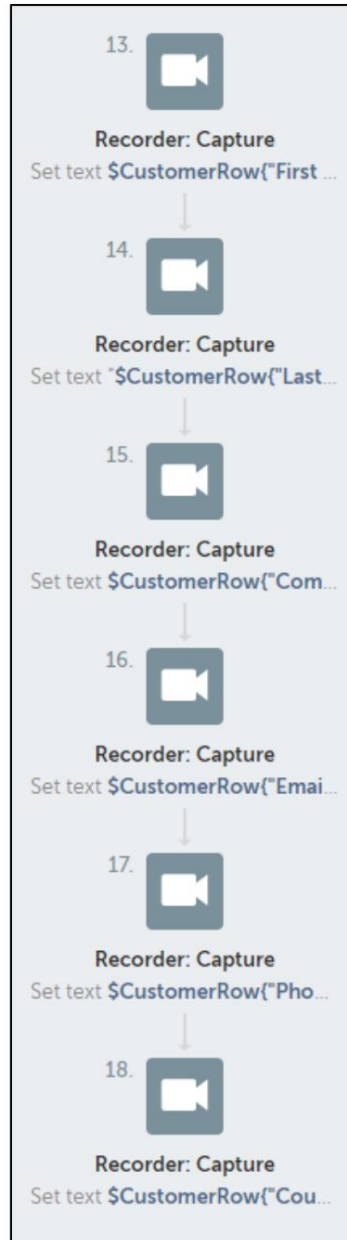 13.
Recorder: Capture
Set text $CustomerRow{"First ...
14.
Recorder: Capture
Set text "$CustomerRow{"Last...
15.
Recorder: Capture
Set text $CustomerRow{"Com...
16.
Recorder: Capture
Set text $CustomerRow{"Emai...
17.
Recorder: Capture
Set text $CustomerRow{"Pho...
18.
Recorder: Capture
Set text $CustomerRow{"Cou...